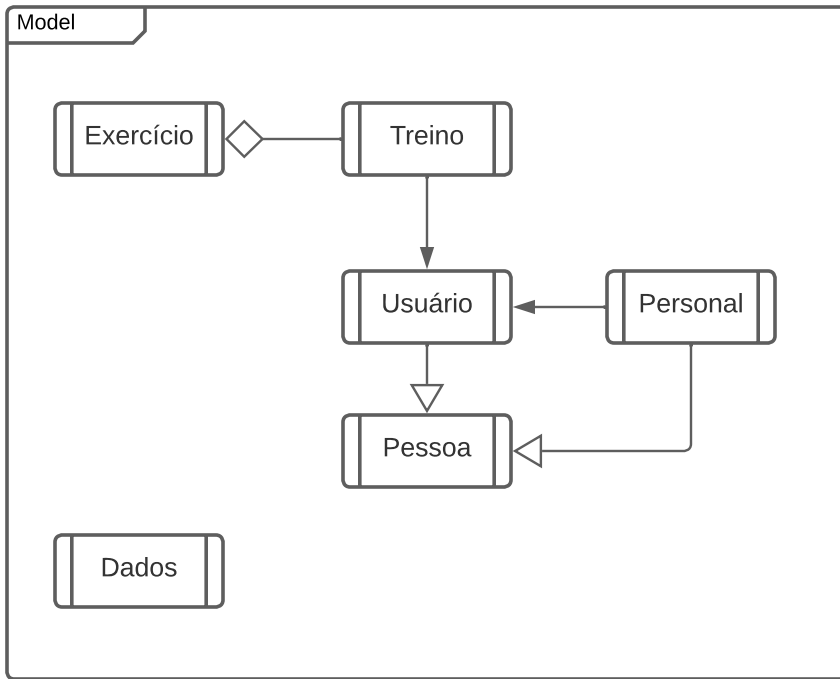 Model
Exercício
Treino
Usuário
Personal
Pessoa
Dados